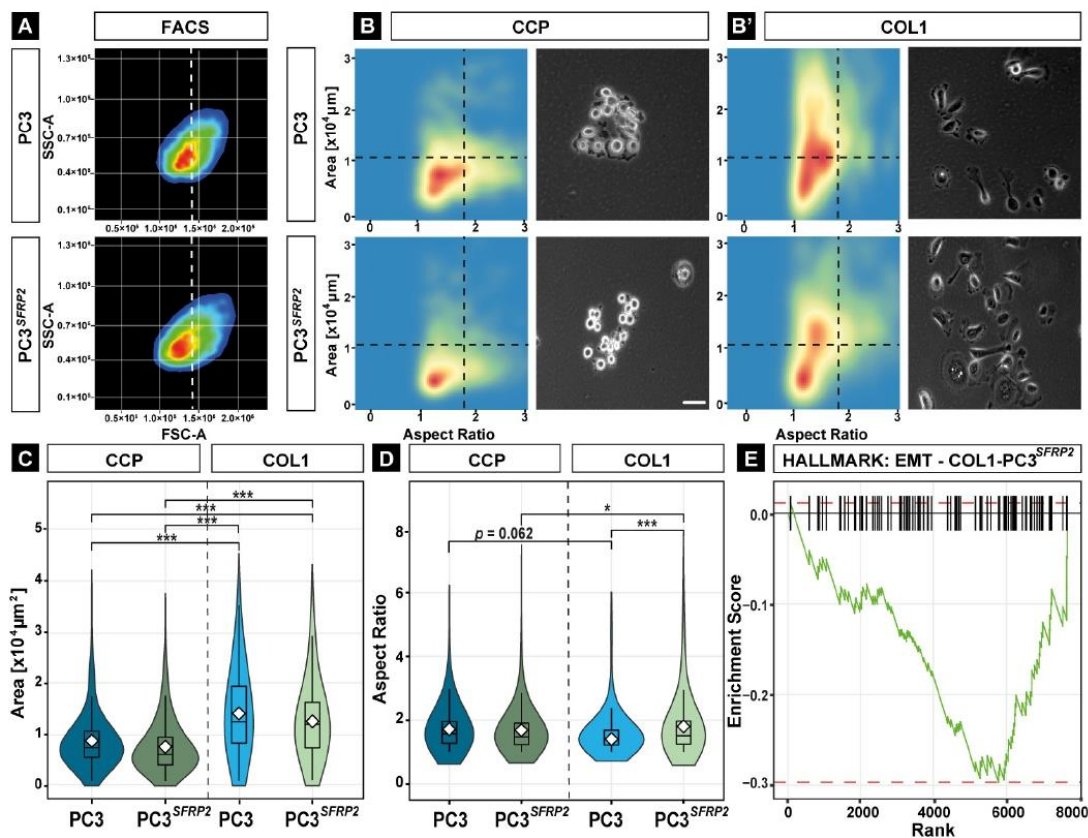 A FACS
B CCP
B' COL1
PC3
SSC-A
1.3×10⁶
1.0×10⁶
0.4×10⁶
0.1×10⁶
0.5×10⁶ 1.0×10⁶ 1.5×10⁶ 2.0×10⁶
PC3
Area [x10⁴µm]
3
2
1
0
0 1 2 3
Area [x10⁴µm]
3
2
1
0
0 1 2 3
PC3SFRP2
SSC-A
1.3×10⁶
1.0×10⁶
0.4×10⁶
0.1×10⁶
0.5×10⁶ 1.0×10⁶ 1.5×10⁶ 2.0×10⁶
FSC-A
PC3SFRP2
Area [x10⁴µm]
3
2
1
0
0 1 2 3
Aspect Ratio
Area [x10⁴µm]
3
2
1
0
0 1 2 3
Aspect Ratio
C CCP COL1
Area [x10⁴µm²]
5
4
3
2
1
0
***
***
***
***
PC3 PC3SFRP2 PC3 PC3SFRP2
D CCP COL1
Aspect Ratio
8
6
4
2
0
*
p = 0.062 ***
PC3 PC3SFRP2 PC3 PC3SFRP2
E HALLMARK: EMT - COL1-PC3SFRP2
Enrichment Score
0.0
−0.1
−0.2
−0.3
0 2000 4000 6000 8000
Rank